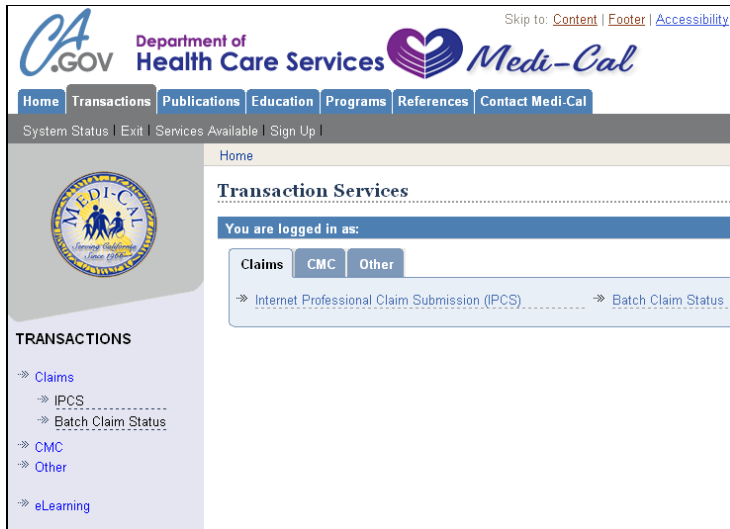 Skip to: Content | Footer | Accessibility
CA
.GOV
Department of
Health Care Services
Medi-Cal
Home Transactions Publications Education Programs References Contact Medi-Cal
System Status | Exit | Services Available | Sign Up |
Home
MEDI-CAL
Serving California
Since 1966
Transaction Services
You are logged in as:
Claims CMC Other
Internet Professional Claim Submission (IPCS) Batch Claim Status
TRANSACTIONS
Claims
IPCS
Batch Claim Status
CMC
Other
eLearning